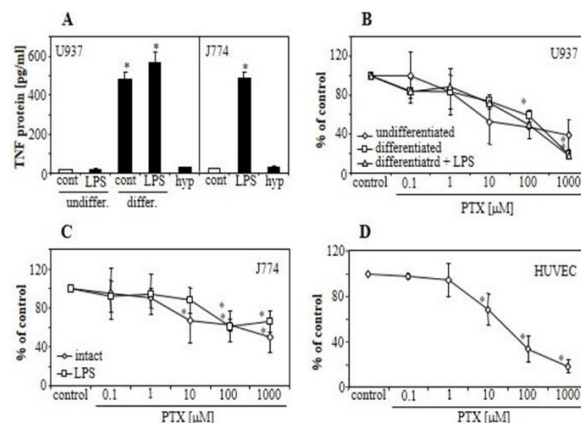 A
U937
J774
TNF protein [pg/ml]
600
400
200
0
*
*
*
cont LPS cont LPS hyp cont LPS hyp
undiffer. differ.
B
U937
% of control
120
80
40
0
*
*
*
undifferentiated
differentiated
differentiatrd + LPS
control 0.1 1 10 100 1000
PTX [µM]
C
J774
% of control
120
80
40
0
*
*
*
*
*
intact
LPS
control 0.1 1 10 100 1000
PTX [µM]
D
HUVEC
% of control
120
80
40
0
*
*
*
control 0.1 1 10 100 1000
PTX [µM]